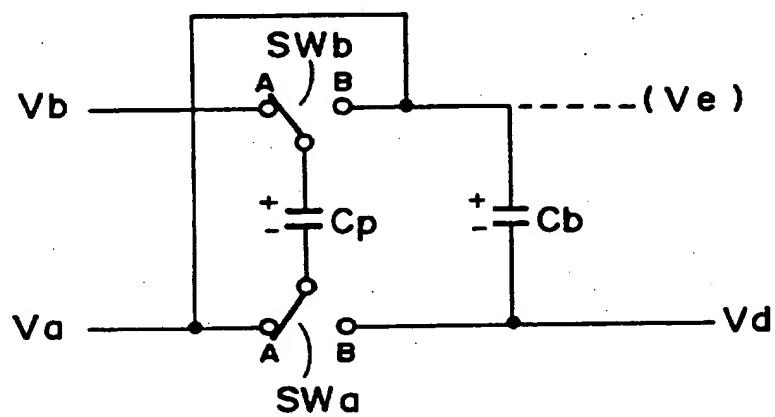 SWb
A B
Vb (Ve)
+ Cp + Cb
- -
Va Vd
A B
SWa